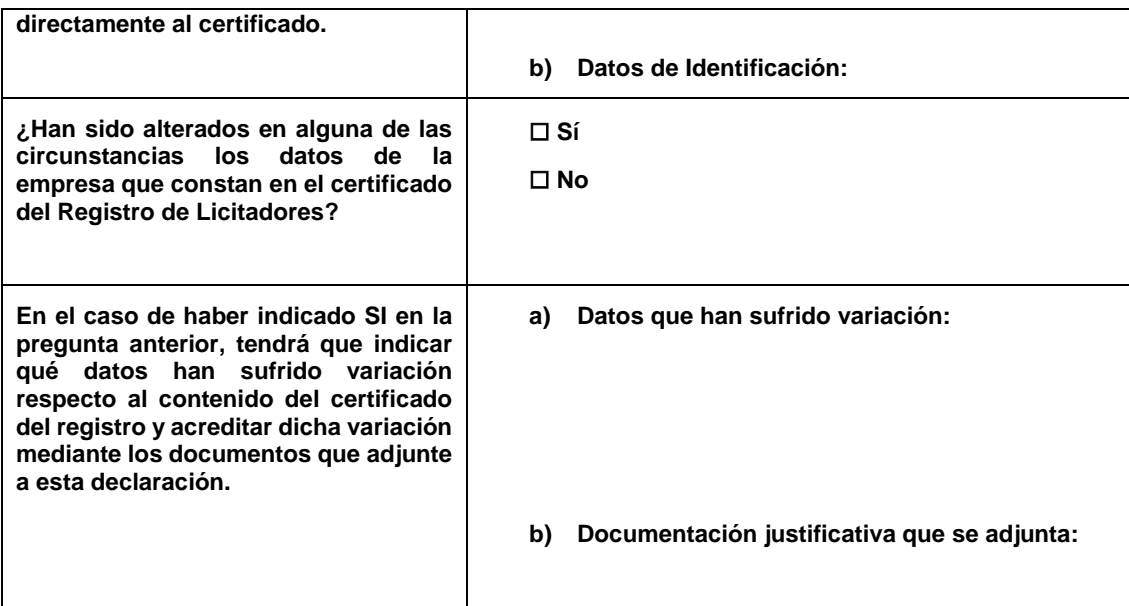 directamente al certificado.
b) Datos de Identificación:
¿Han sido alterados en alguna de las
circunstancias los datos de la
empresa que constan en el certificado
del Registro de Licitadores?
☐ Sí
☐ No
En el caso de haber indicado SI en la
pregunta anterior, tendrá que indicar
qué datos han sufrido variación
respecto al contenido del certificado
del registro y acreditar dicha variación
mediante los documentos que adjunte
a esta declaración.
a) Datos que han sufrido variación:
b) Documentación justificativa que se adjunta: